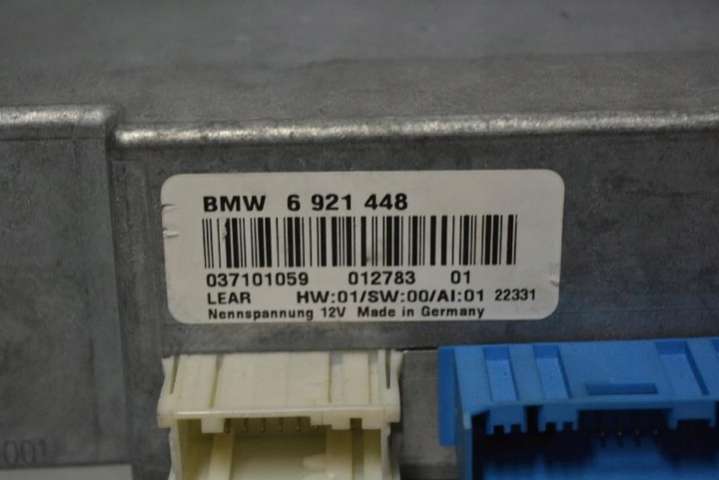 BMW 6 921 448
037101059 012783 01
LEAR HW:01/SW:00/AI:01 22331
Nennspannung 12V Made in Germany
001